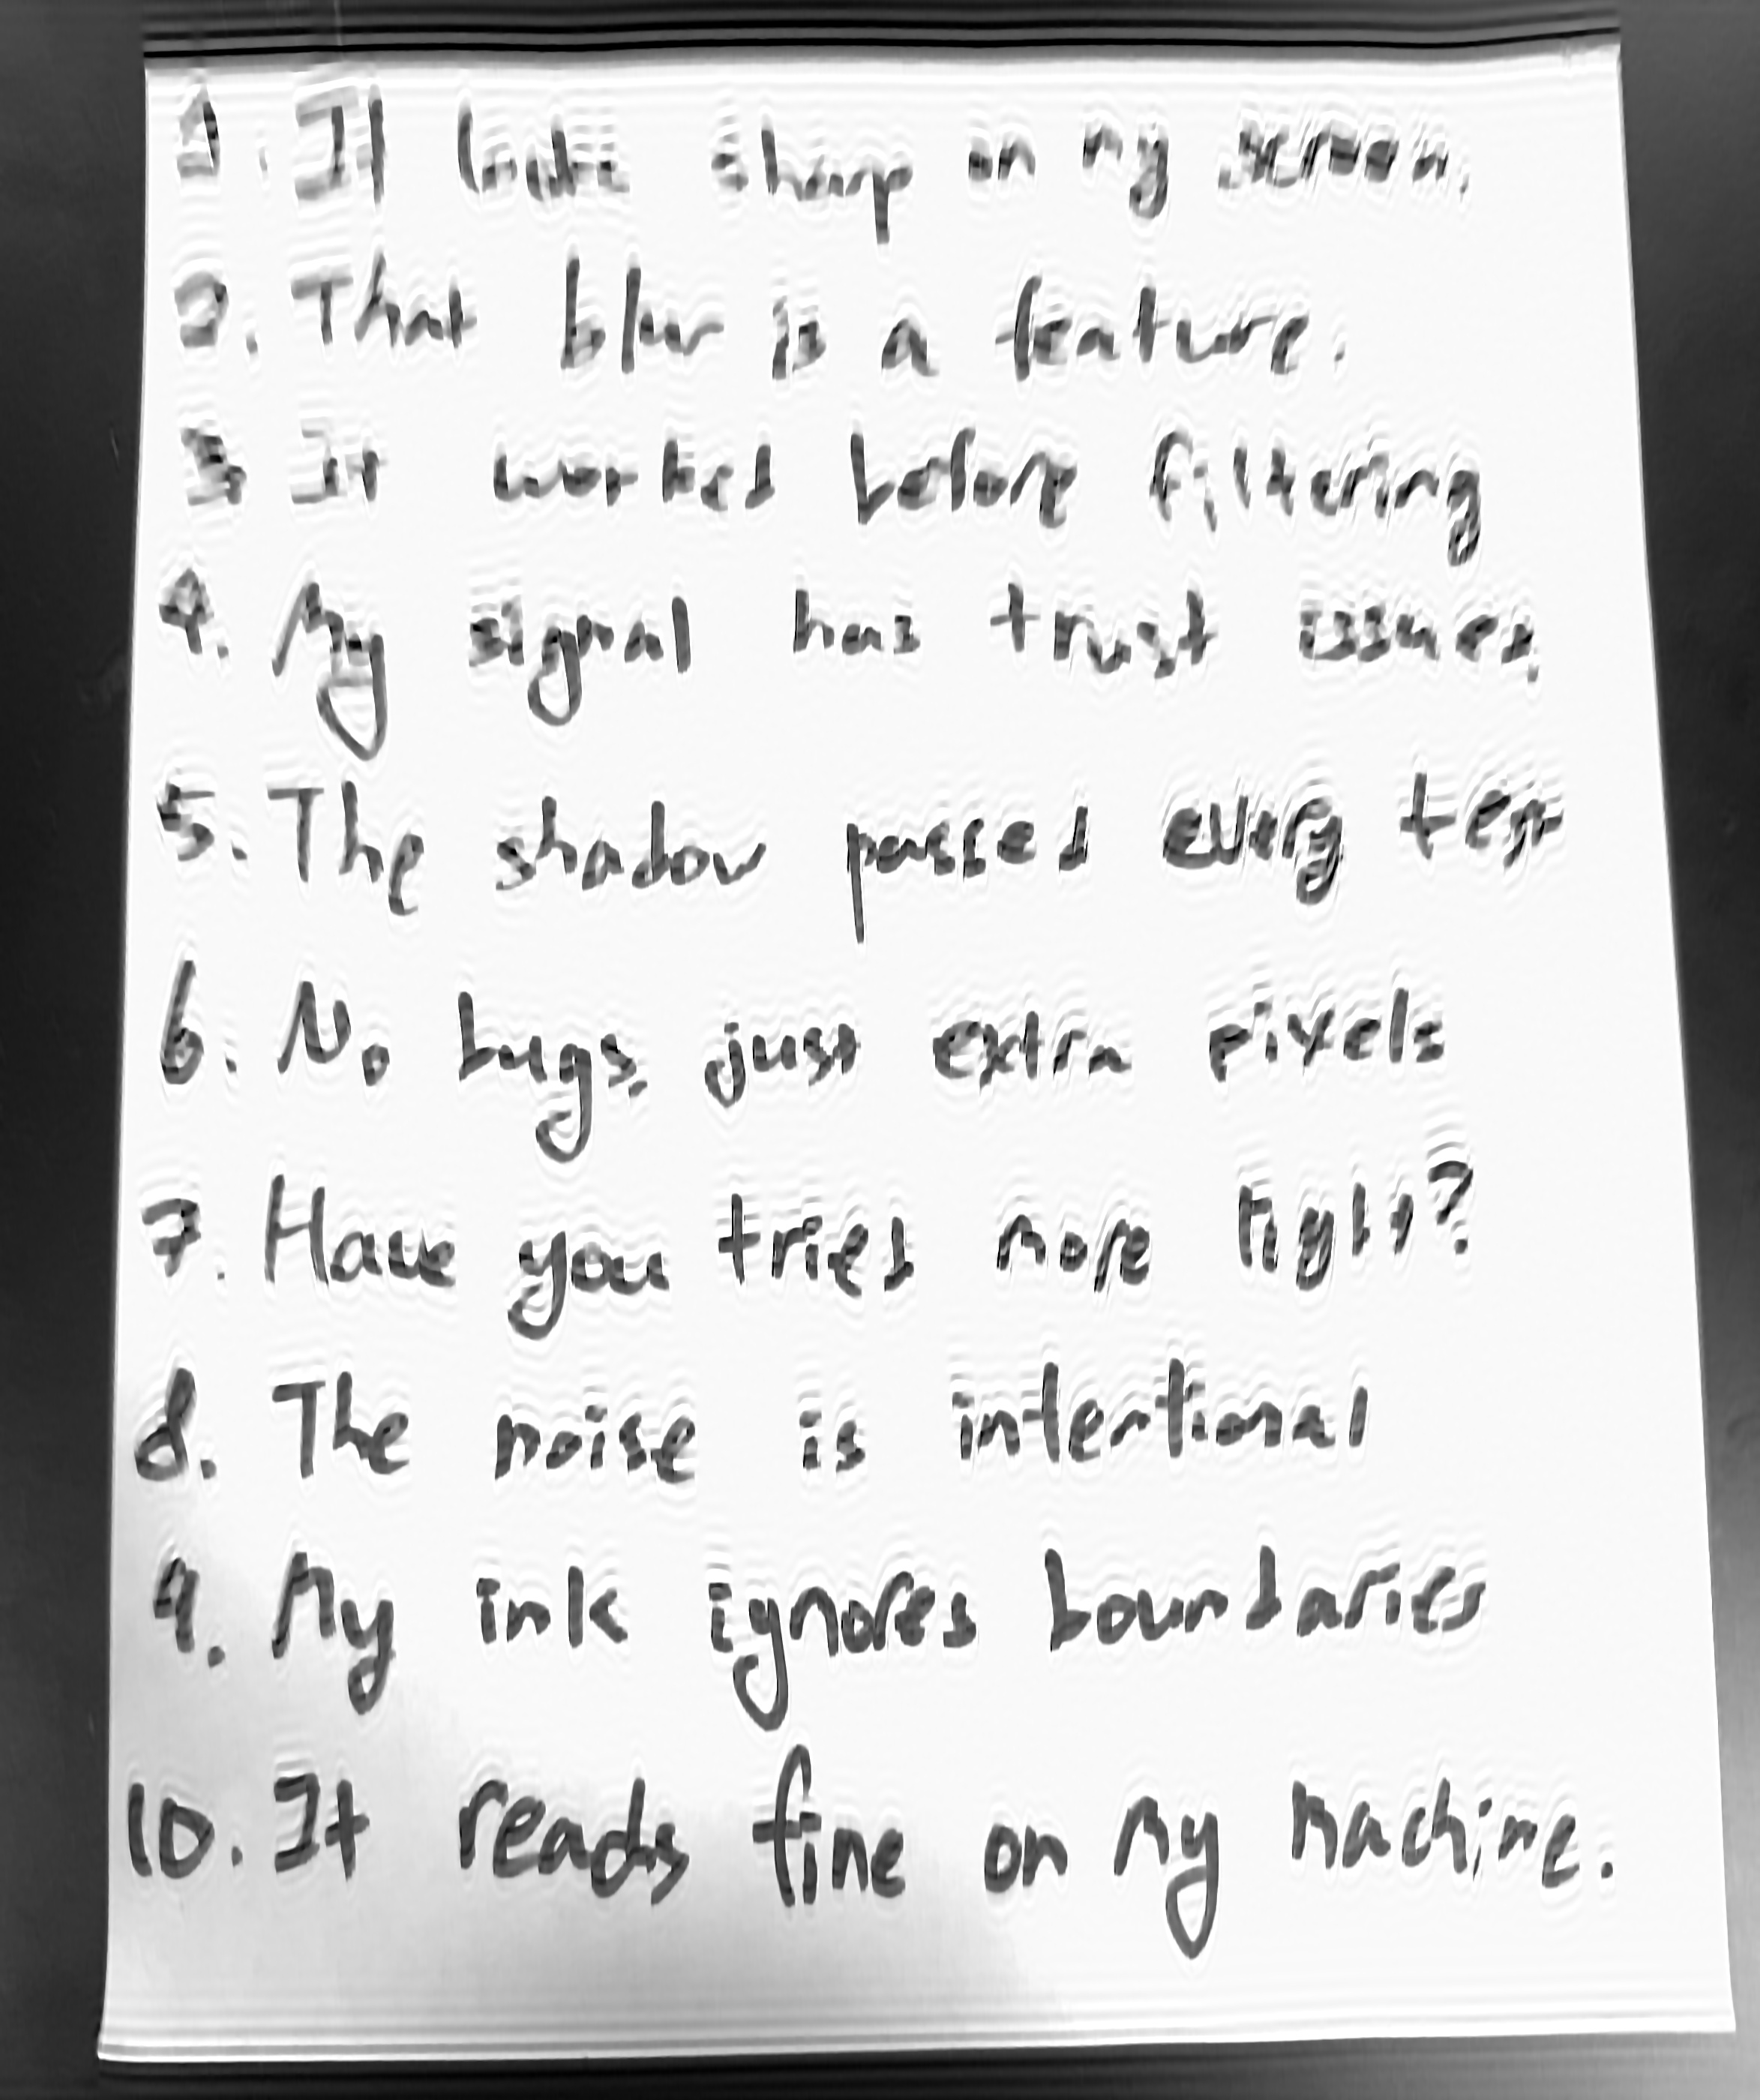 1. It looks sharp on my screen.
2. That blur is a feature.
3. It worked before filtering
4. My signal has trust issues.
5. The shadow passed every test
6. No bugs, just extra pixels
7. Have you tried more light?
8. The noise is intentional
9. My ink ignores boundaries
10. It reads fine on my machine.